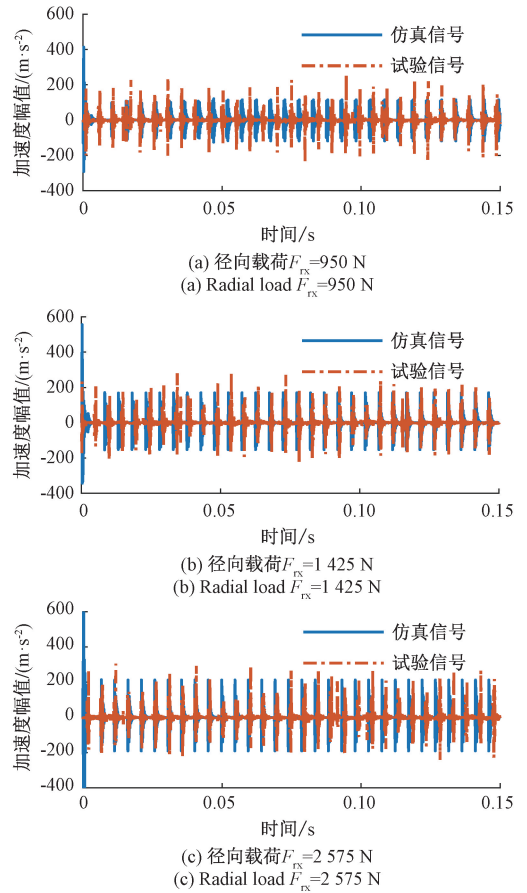 600
400
200
0
-200
-400
加速度幅值/(m·s-2)
仿真信号
试验信号
0
0.05
0.10
0.15
时间/s
(a) 径向载荷Frx=950 N
(a) Radial load Frx=950 N
600
400
200
0
-200
-400
加速度幅值/(m·s-2)
仿真信号
试验信号
0
0.05
0.10
0.15
时间/s
(b) 径向载荷Frx=1 425 N
(b) Radial load Frx=1 425 N
600
400
200
0
-200
400
加速度幅值/(m·s-2)
仿真信号
试验信号
0
0.05
0.10
0.15
时间/s
(c) 径向载荷Frx=2 575 N
(c) Radial load Frx=2 575 N